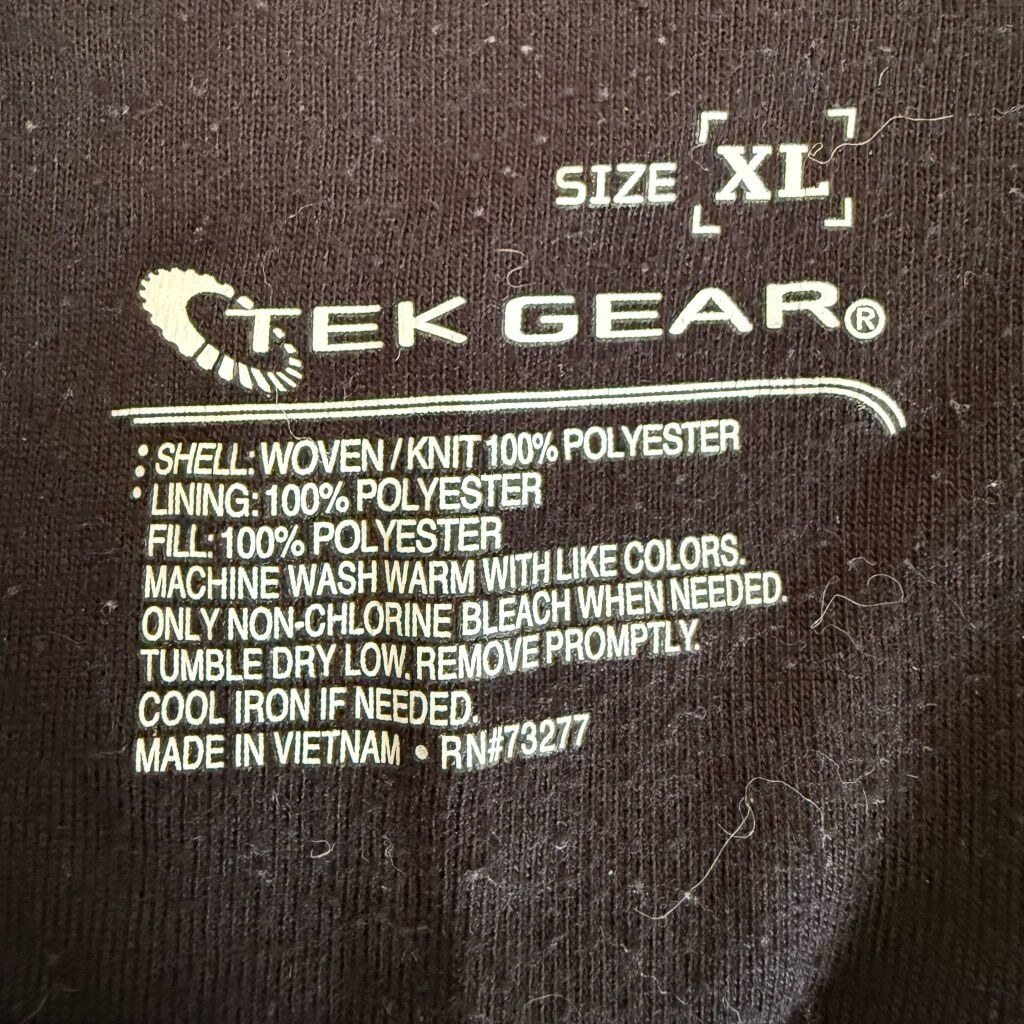 SIZE XL
TEK GEAR®
: SHELL: WOVEN / KNIT 100% POLYESTER
• LINING: 100% POLYESTER
FILL: 100% POLYESTER
MACHINE WASH WARM WITH LIKE COLORS.
ONLY NON-CHLORINE BLEACH WHEN NEEDED.
TUMBLE DRY LOW. REMOVE PROMPTLY.
COOL IRON IF NEEDED.
MADE IN VIETNAM • RN#73277